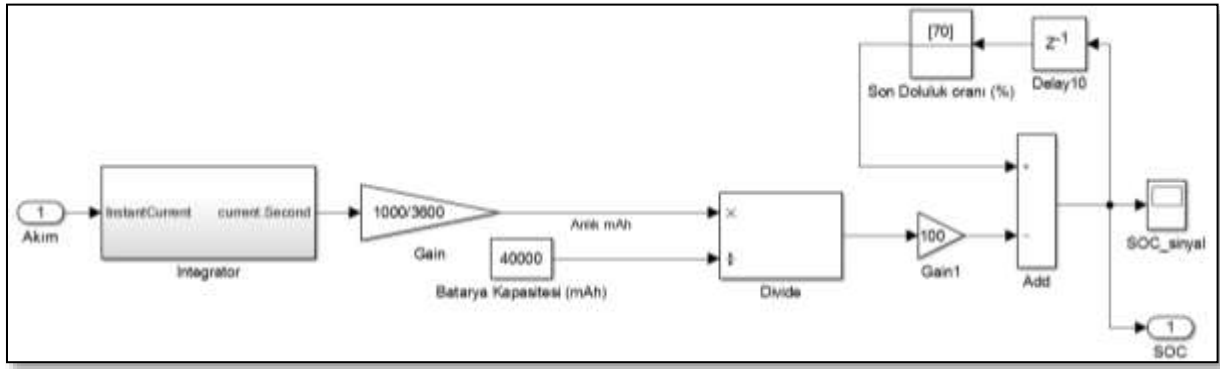 [70]
z-1
Son Doluluk oranı (%)
Delay10
1
Akım
InstantCurrent
current.Second
Integrator
1000/3600
Gain
Anlık mAh
40000
Batarya Kapasitesi (mAh)
×
÷
Divide
100
Gain1
+
−
Add
SOC_sinyal
1
SOC